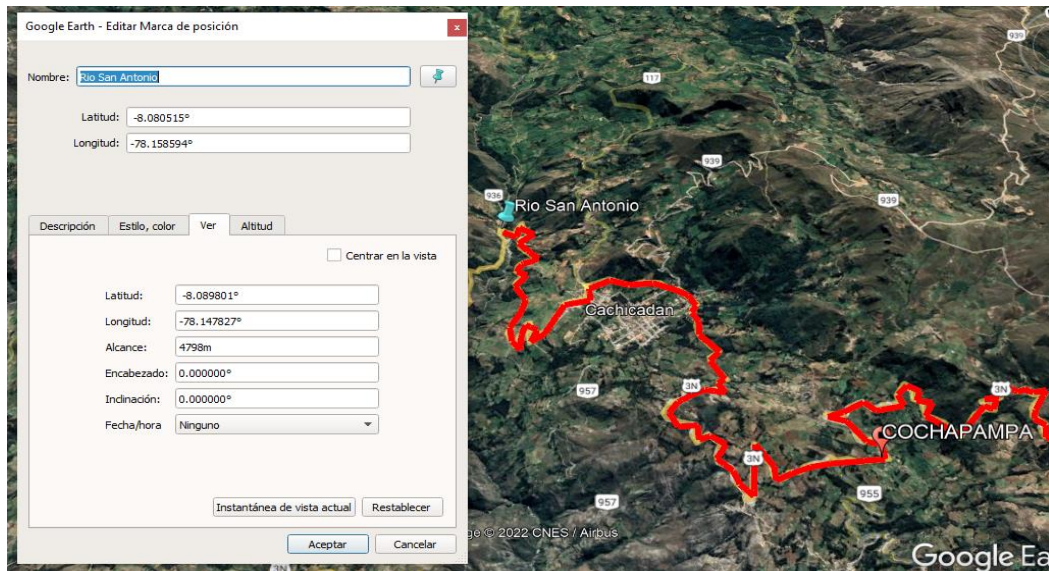 Google Earth - Editar Marca de posición
x
Nombre: Rio San Antonio
Latitud: -8.080515°
Longitud: -78.158594°
Descripción Estilo, color Ver Altitud
Centrar en la vista
Latitud: -8.089801°
Longitud: -78.147827°
Alcance: 4798m
Encabezado: 0.000000°
Inclinación: 0.000000°
Fecha/hora Ninguno
Instantánea de vista actual Restablecer
Aceptar Cancelar
939
117
939
939
936
Rio San Antonio
Cachicadan
957
3N
3N
COCHAPAMPA
3N
955
957
ge © 2022 CNES / Airbus
Google Ea
3N